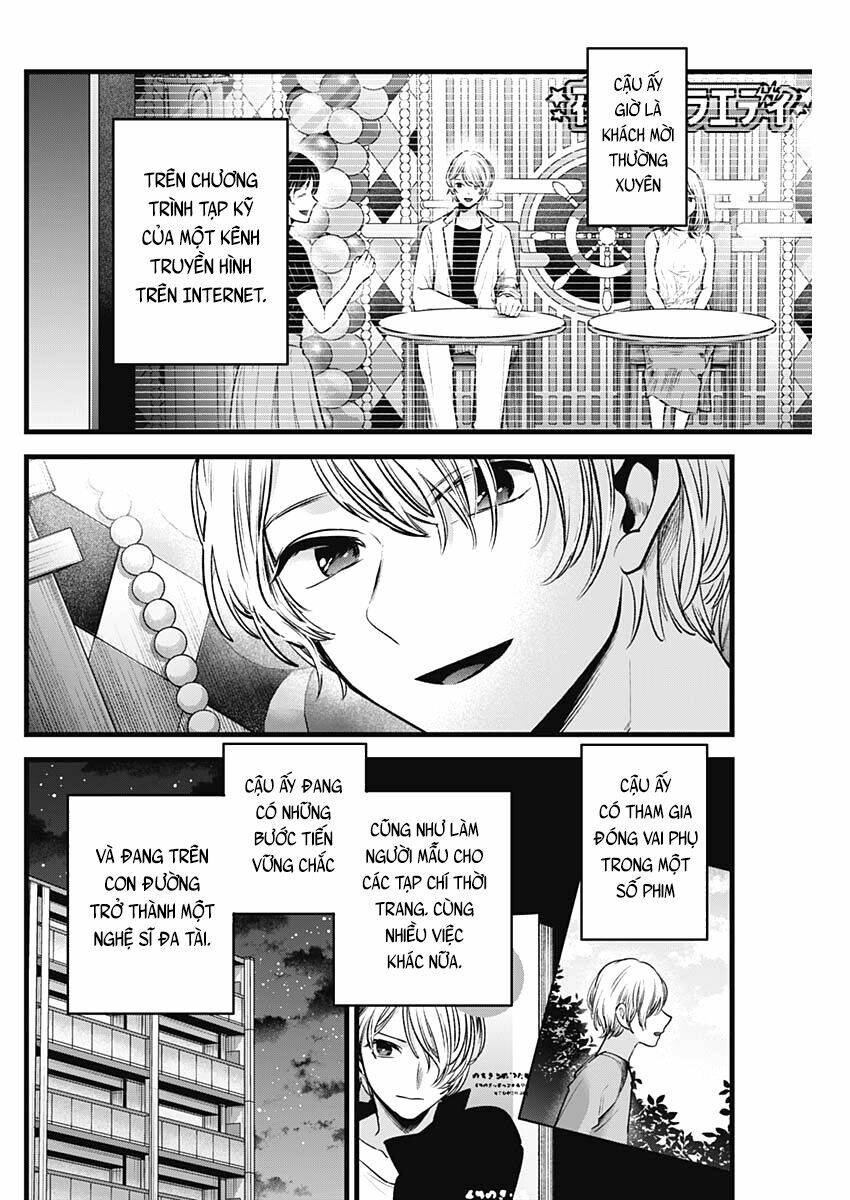 CẬU ẤY
GIỜ LÀ
KHÁCH MỜI
THƯỜNG
XUYÊN
TRÊN CHƯƠNG
TRÌNH TẠP KỸ
CỦA MỘT KÊNH
TRUYỀN HÌNH
TRÊN INTERNET.
CẬU ẤY
CÓ THAM GIA
ĐÓNG VAI PHỤ
TRONG MỘT
SỐ PHIM
CŨNG NHƯ LÀM
NGƯỜI MẪU CHO
CÁC TẠP CHÍ THỜI
TRANG, CÙNG
NHIỀU VIỆC
KHÁC NỮA.
CẬU ẤY ĐANG
CÓ NHỮNG
BƯỚC TIẾN
VỮNG CHẮC
VÀ ĐANG TRÊN
CON ĐƯỜNG
TRỞ THÀNH MỘT
NGHỆ SĨ ĐA TÀI.